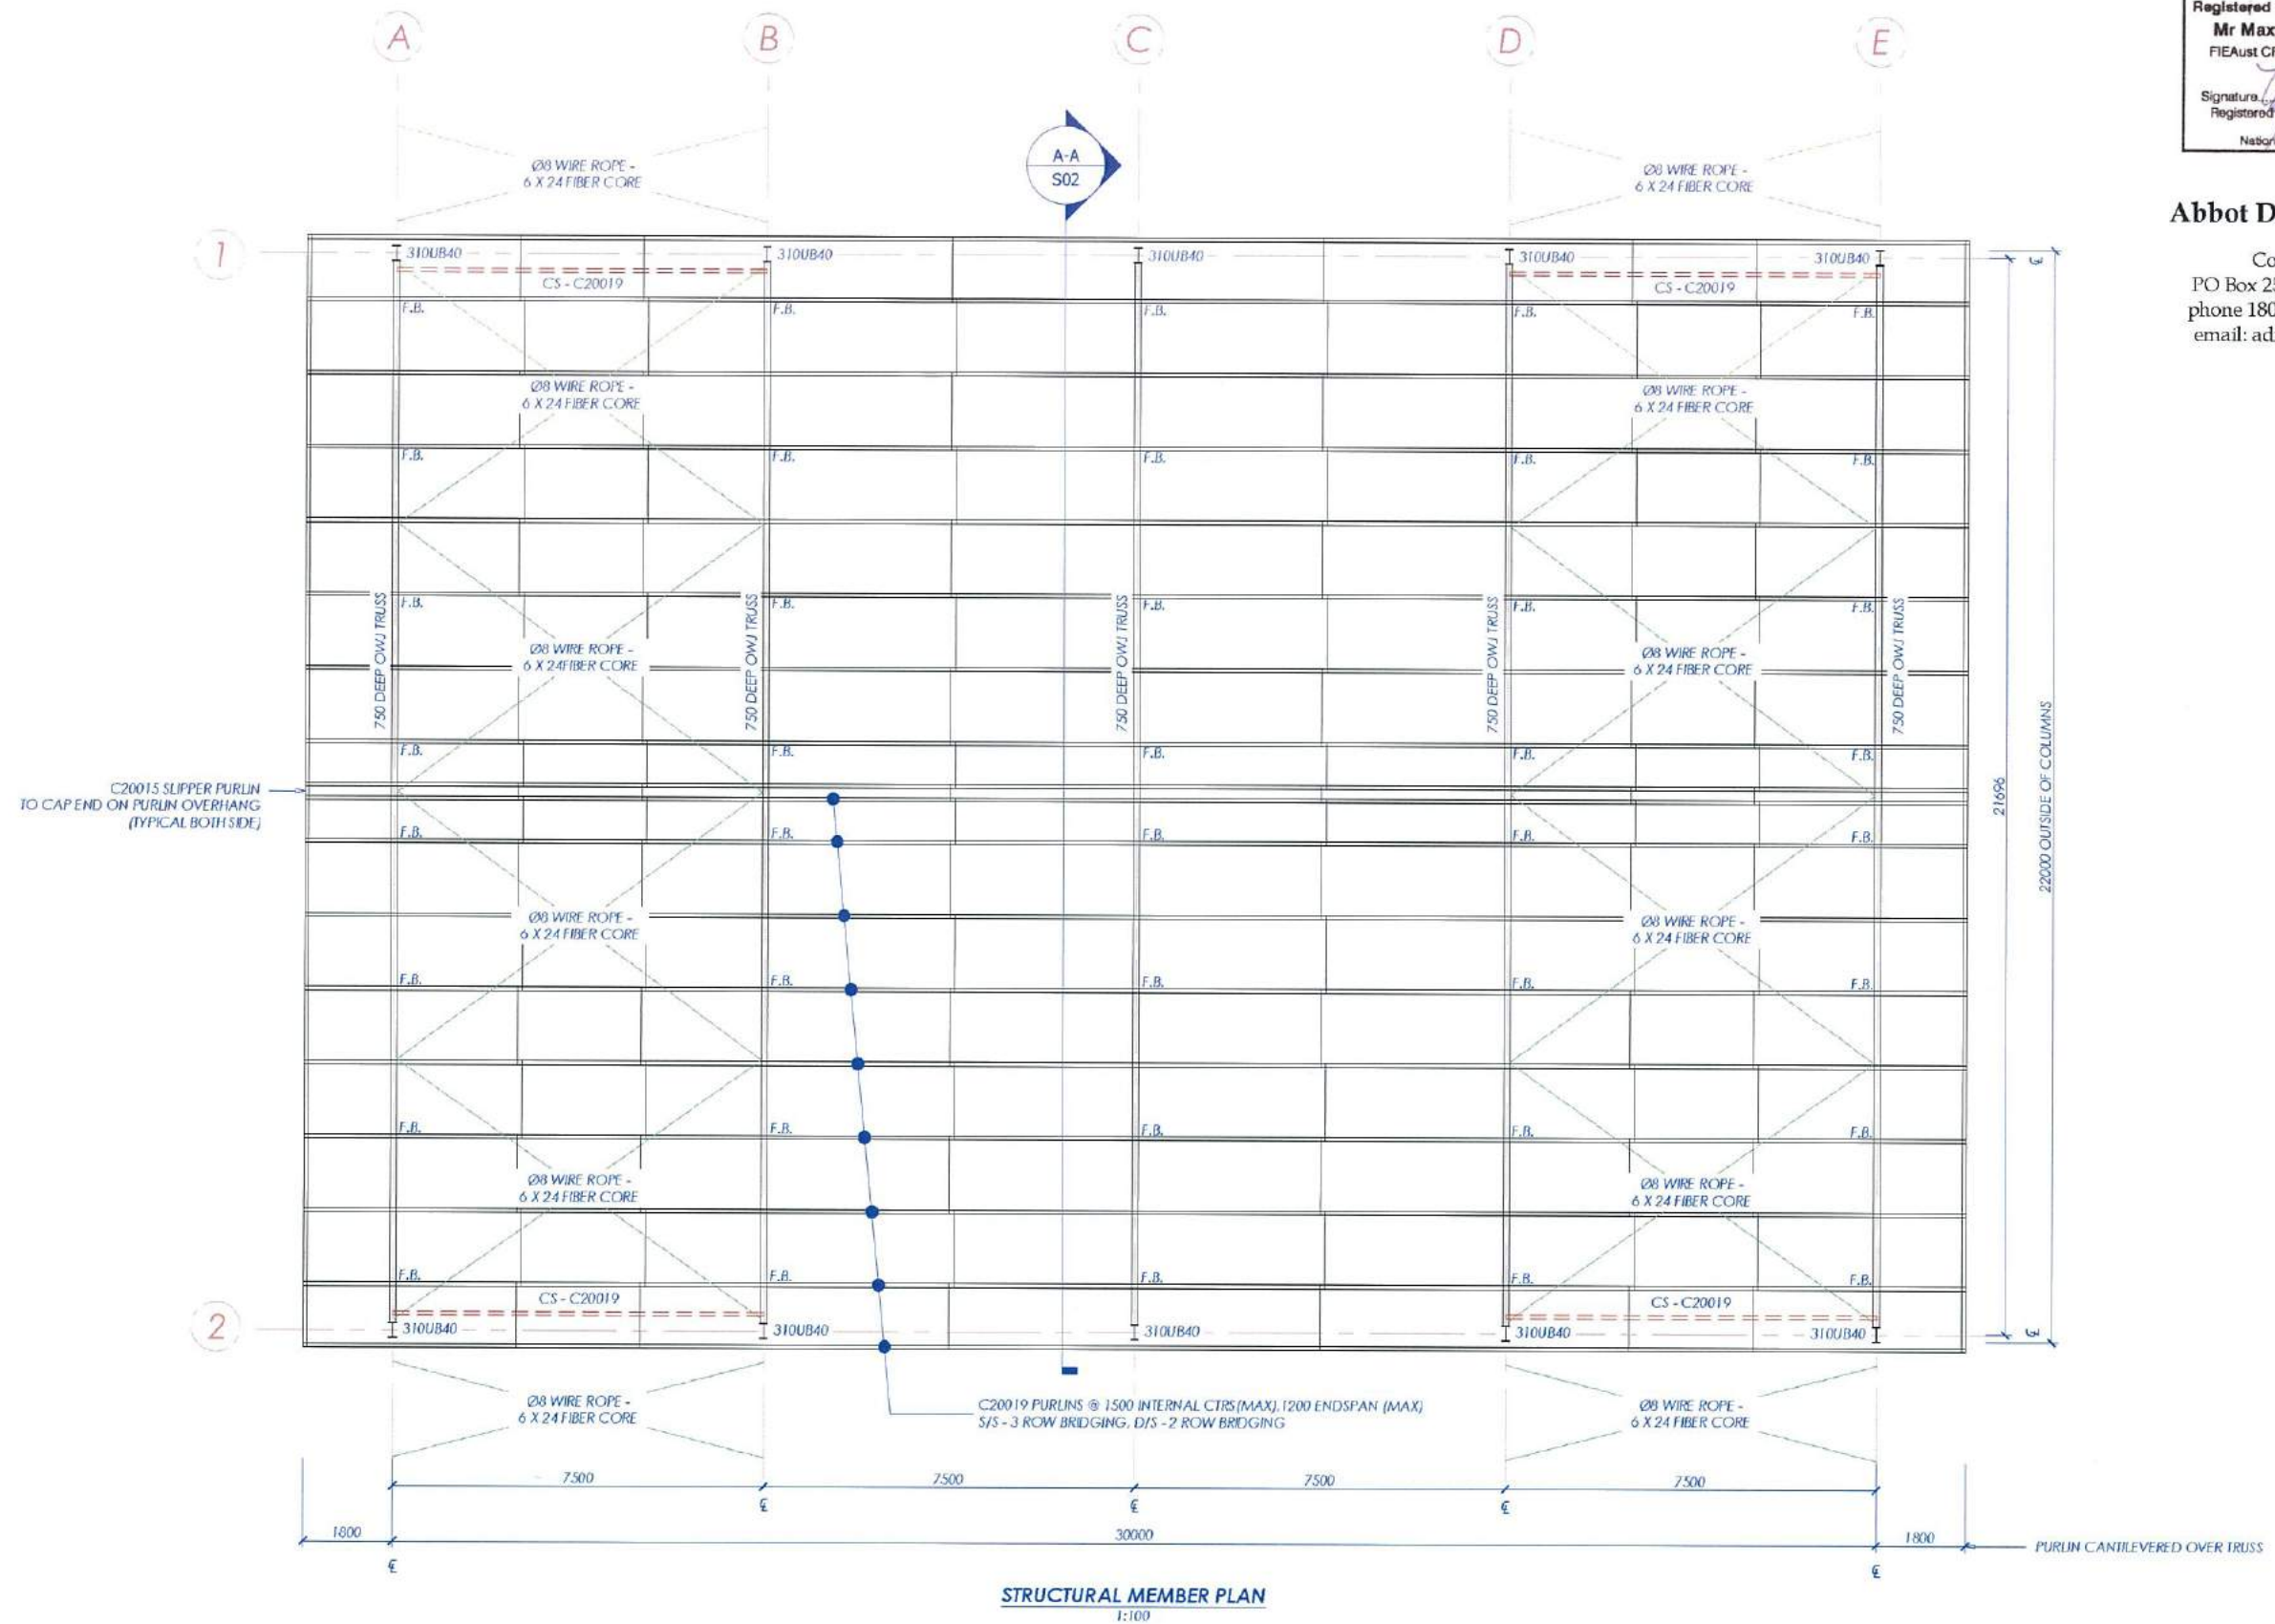 A
B
C
D
E
Registered
Mr Max
FIEAust
Signature
Registered
Abbot D
Co
PO Box 25
phone 180
email: ad
A-A
S02
Ø8 WIRE ROPE -
6 X 24 FIBER CORE
Ø8 WIRE ROPE -
6 X 24 FIBER CORE
1
310UB40
310UB40
310UB40
310UB40
310UB40
CS - C20019
CS - C20019
F.B.
F.B.
F.B.
F.B.
F.B.
Ø8 WIRE ROPE -
6 X 24 FIBER CORE
Ø8 WIRE ROPE -
6 X 24 FIBER CORE
F.B.
F.B.
F.B.
F.B.
F.B.
F.B.
F.B.
F.B.
F.B.
F.B.
750 DEEP OWJ TRUSS
750 DEEP OWJ TRUSS
750 DEEP OWJ TRUSS
750 DEEP OWJ TRUSS
750 DEEP OWJ TRUSS
Ø8 WIRE ROPE -
6 X 24FIBER CORE
Ø8 WIRE ROPE -
6 X 24 FIBER CORE
F.B.
F.B.
F.B.
F.B.
F.B.
C20015 SLIPPER PURLIN
TO CAP END ON PURLIN OVERHANG
(TYPICAL BOTH SIDE)
21696
22000 OUTSIDE OF COLUMNS
F.B.
F.B.
F.B.
F.B.
F.B.
Ø8 WIRE ROPE -
6 X 24 FIBER CORE
Ø8 WIRE ROPE -
6 X 24 FIBER CORE
F.B.
F.B.
F.B.
F.B.
F.B.
F.B.
F.B.
F.B.
F.B.
F.B.
Ø8 WIRE ROPE -
6 X 24 FIBER CORE
Ø8 WIRE ROPE -
6 X 24 FIBER CORE
F.B.
F.B.
F.B.
F.B.
F.B.
CS - C20019
CS - C20019
2
310UB40
310UB40
310UB40
310UB40
310UB40
Ø8 WIRE ROPE -
6 X 24 FIBER CORE
Ø8 WIRE ROPE -
6 X 24 FIBER CORE
C20019 PURLINS @ 1500 INTERNAL CTRS(MAX), 1200 ENDSPAN (MAX)
S/S - 3 ROW BRIDGING, D/S - 2 ROW BRIDGING
7500
7500
7500
7500
1800
30000
1800
PURLIN CANTILEVERED OVER TRUSS
STRUCTURAL MEMBER PLAN
1:100